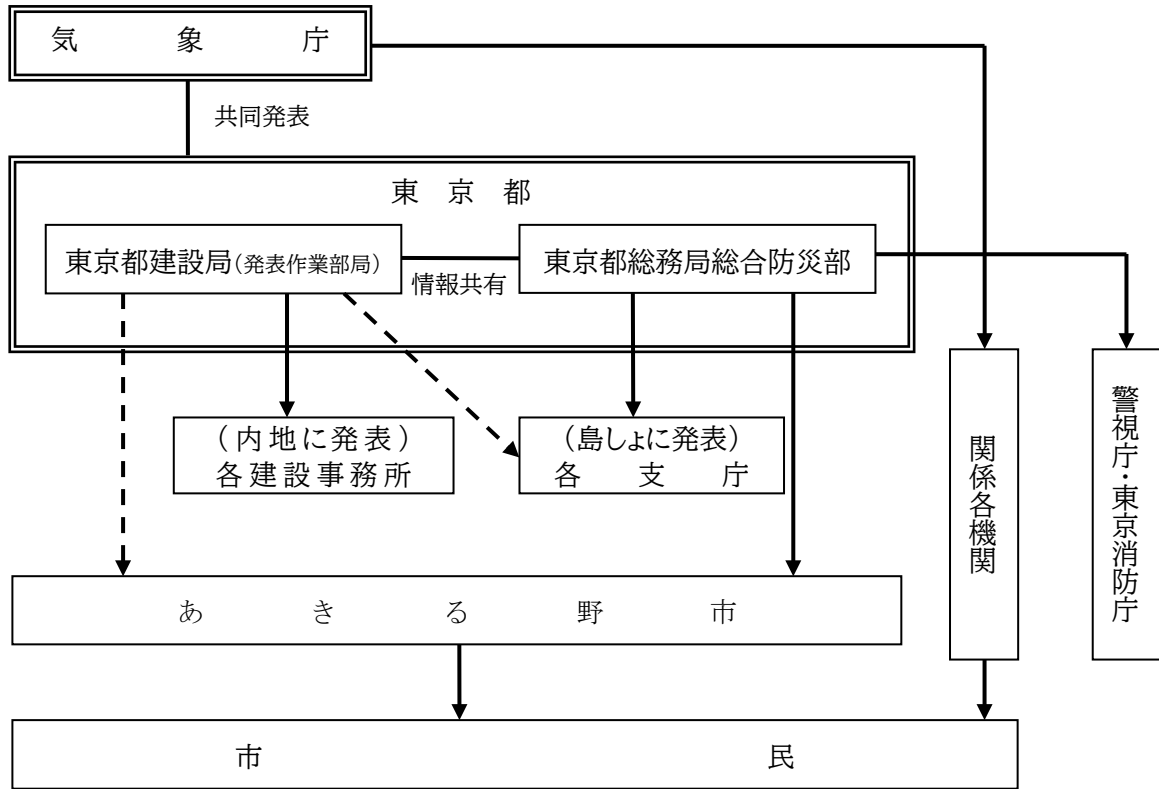 気象庁
共同発表
東京都
東京都建設局(発表作業部局)
情報共有
東京都総務局総合防災部
(内地に発表)
各建設事務所
(島しょに発表)
各支庁
関係各機関
警視庁・東京消防庁
あきる野市
市民